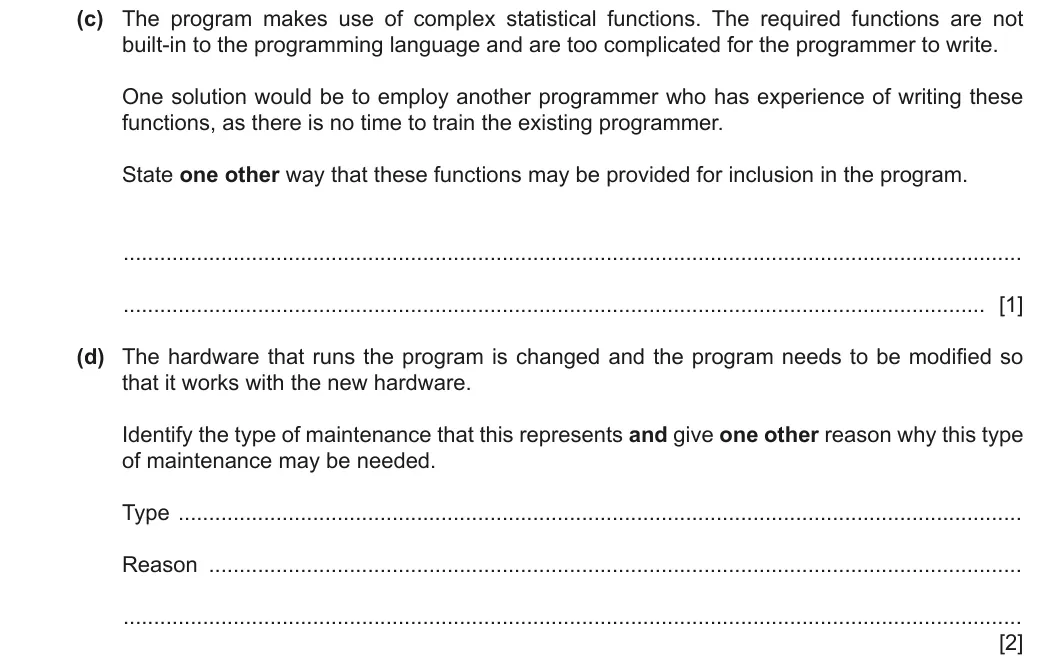 (c) The program makes use of complex statistical functions. The required functions are not
built-in to the programming language and are too complicated for the programmer to write.
One solution would be to employ another programmer who has experience of writing these
functions, as there is no time to train the existing programmer.
State one other way that these functions may be provided for inclusion in the program.
..........................................................................................................................................................
.................................................................................................................................................... [1]
(d) The hardware that runs the program is changed and the program needs to be modified so
that it works with the new hardware.
Identify the type of maintenance that this represents and give one other reason why this type
of maintenance may be needed.
Type ................................................................................................................................................
Reason ...........................................................................................................................................
..........................................................................................................................................................
[2]